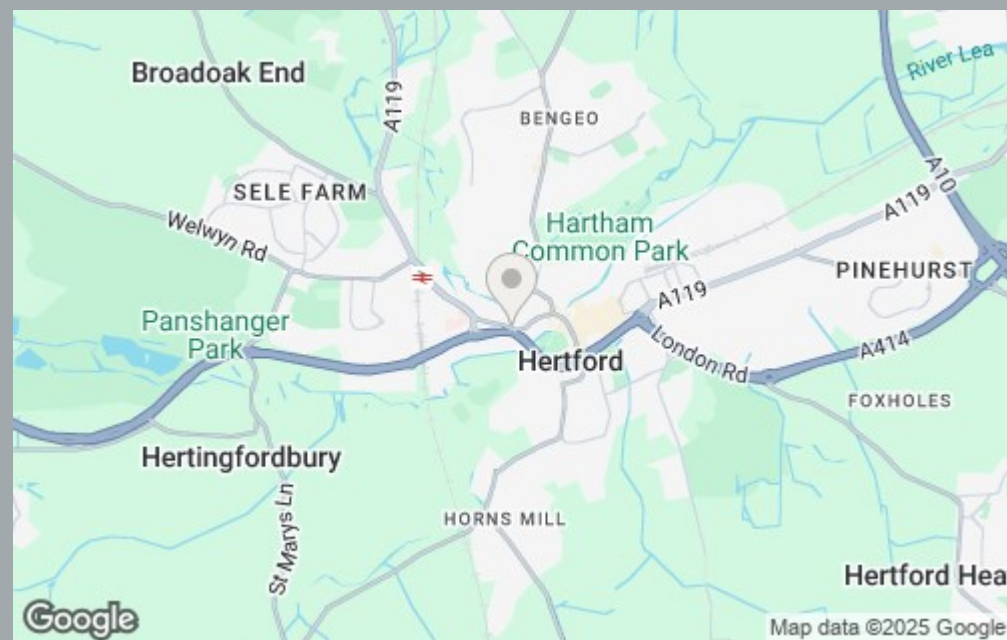 Broadoak End
A119
BENGEO
River Lea
A10
SELE FARM
A119
Welwyn Rd
Hartham
Common Park
PINEHURST
A119
Panshanger
Park
Hertford
London Rd
A414
FOXHOLES
Hertingfordbury
St Marys Ln
HORNS MILL
Hertford Hea
Google
Map data ©2025 Google